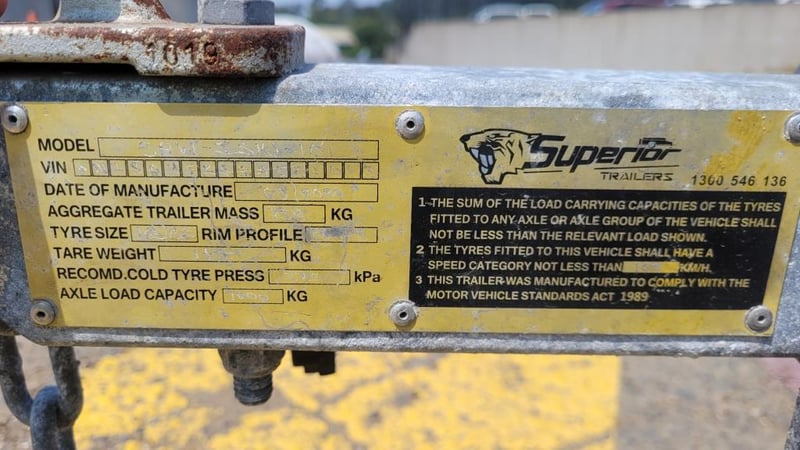 1019
MODEL
VIN
DATE OF MANUFACTURE
AGGREGATE TRAILER MASS KG
TYRE SIZE RIM PROFILE
TARE WEIGHT KG
RECOMD.COLD TYRE PRESS kPa
AXLE LOAD CAPACITY KG
Superior
TRAILERS 1300 546 136
1 THE SUM OF THE LOAD CARRYING CAPACITIES OF THE TYRES
FITTED TO ANY AXLE OR AXLE GROUP OF THE VEHICLE SHALL
NOT BE LESS THAN THE RELEVANT LOAD SHOWN.
2 THE TYRES FITTED TO THIS VEHICLE SHALL HAVE A
SPEED CATEGORY NOT LESS THAN KM/H.
3 THIS TRAILER WAS MANUFACTURED TO COMPLY WITH THE
MOTOR VEHICLE STANDARDS ACT 1989